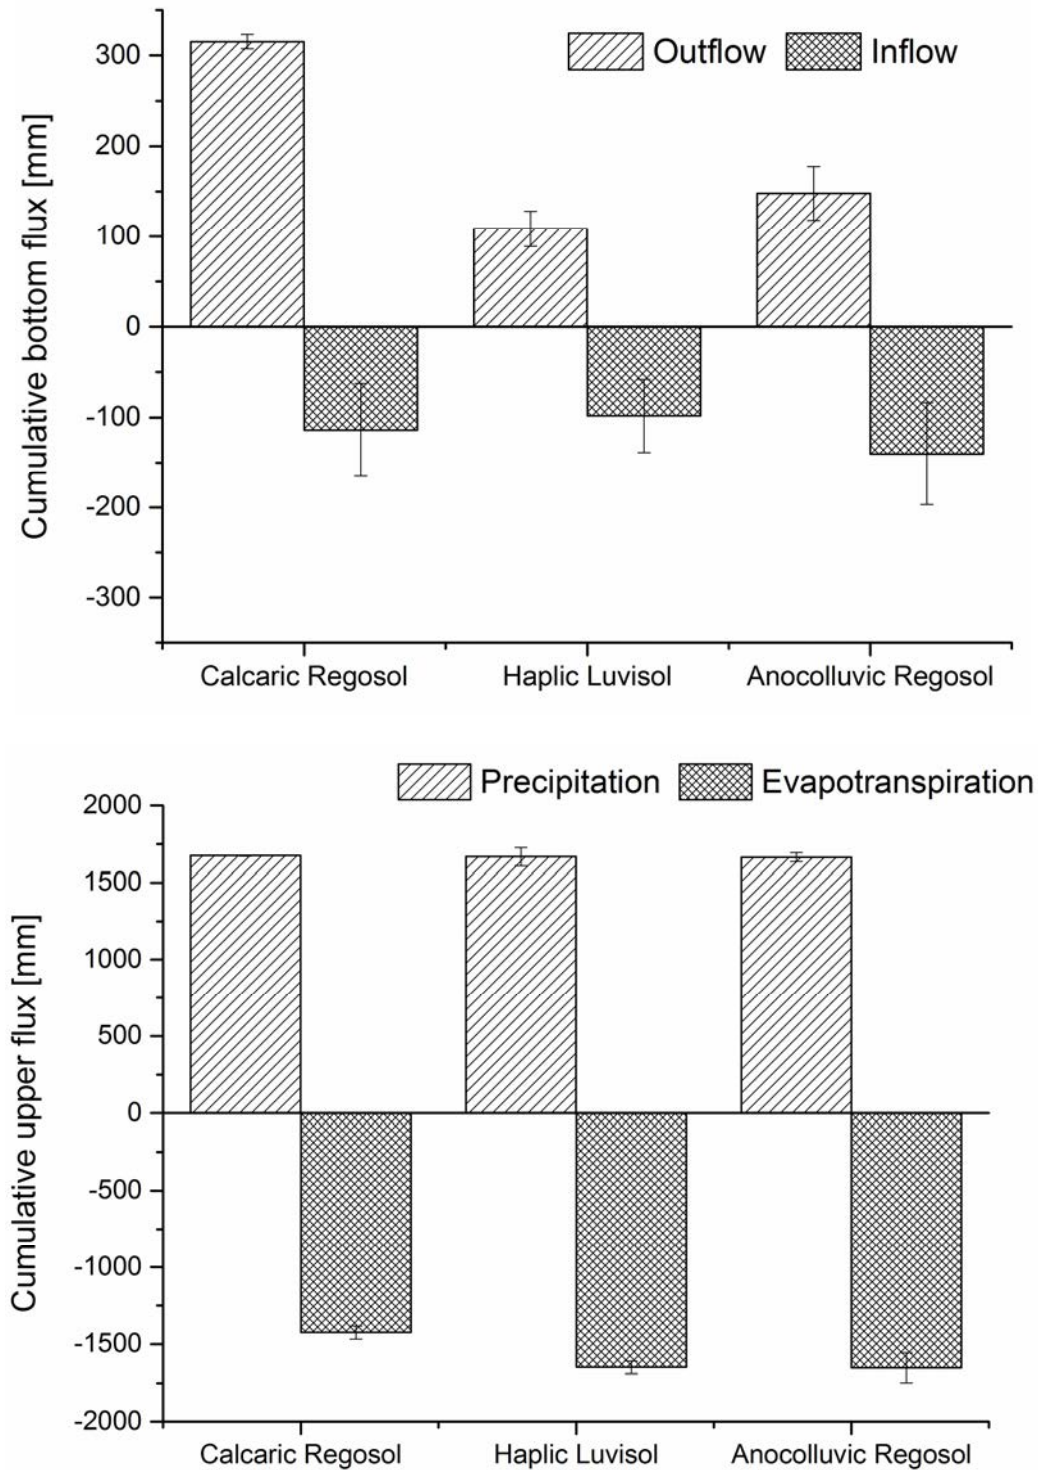 Outflow Inflow
Cumulative bottom flux [mm]
300
200
100
0
-100
-200
-300
Calcaric Regosol Haplic Luvisol Anocolluvic Regosol
Precipitation Evapotranspiration
Cumulative upper flux [mm]
2000
1500
1000
500
0
-500
-1000
-1500
-2000
Calcaric Regosol Haplic Luvisol Anocolluvic Regosol